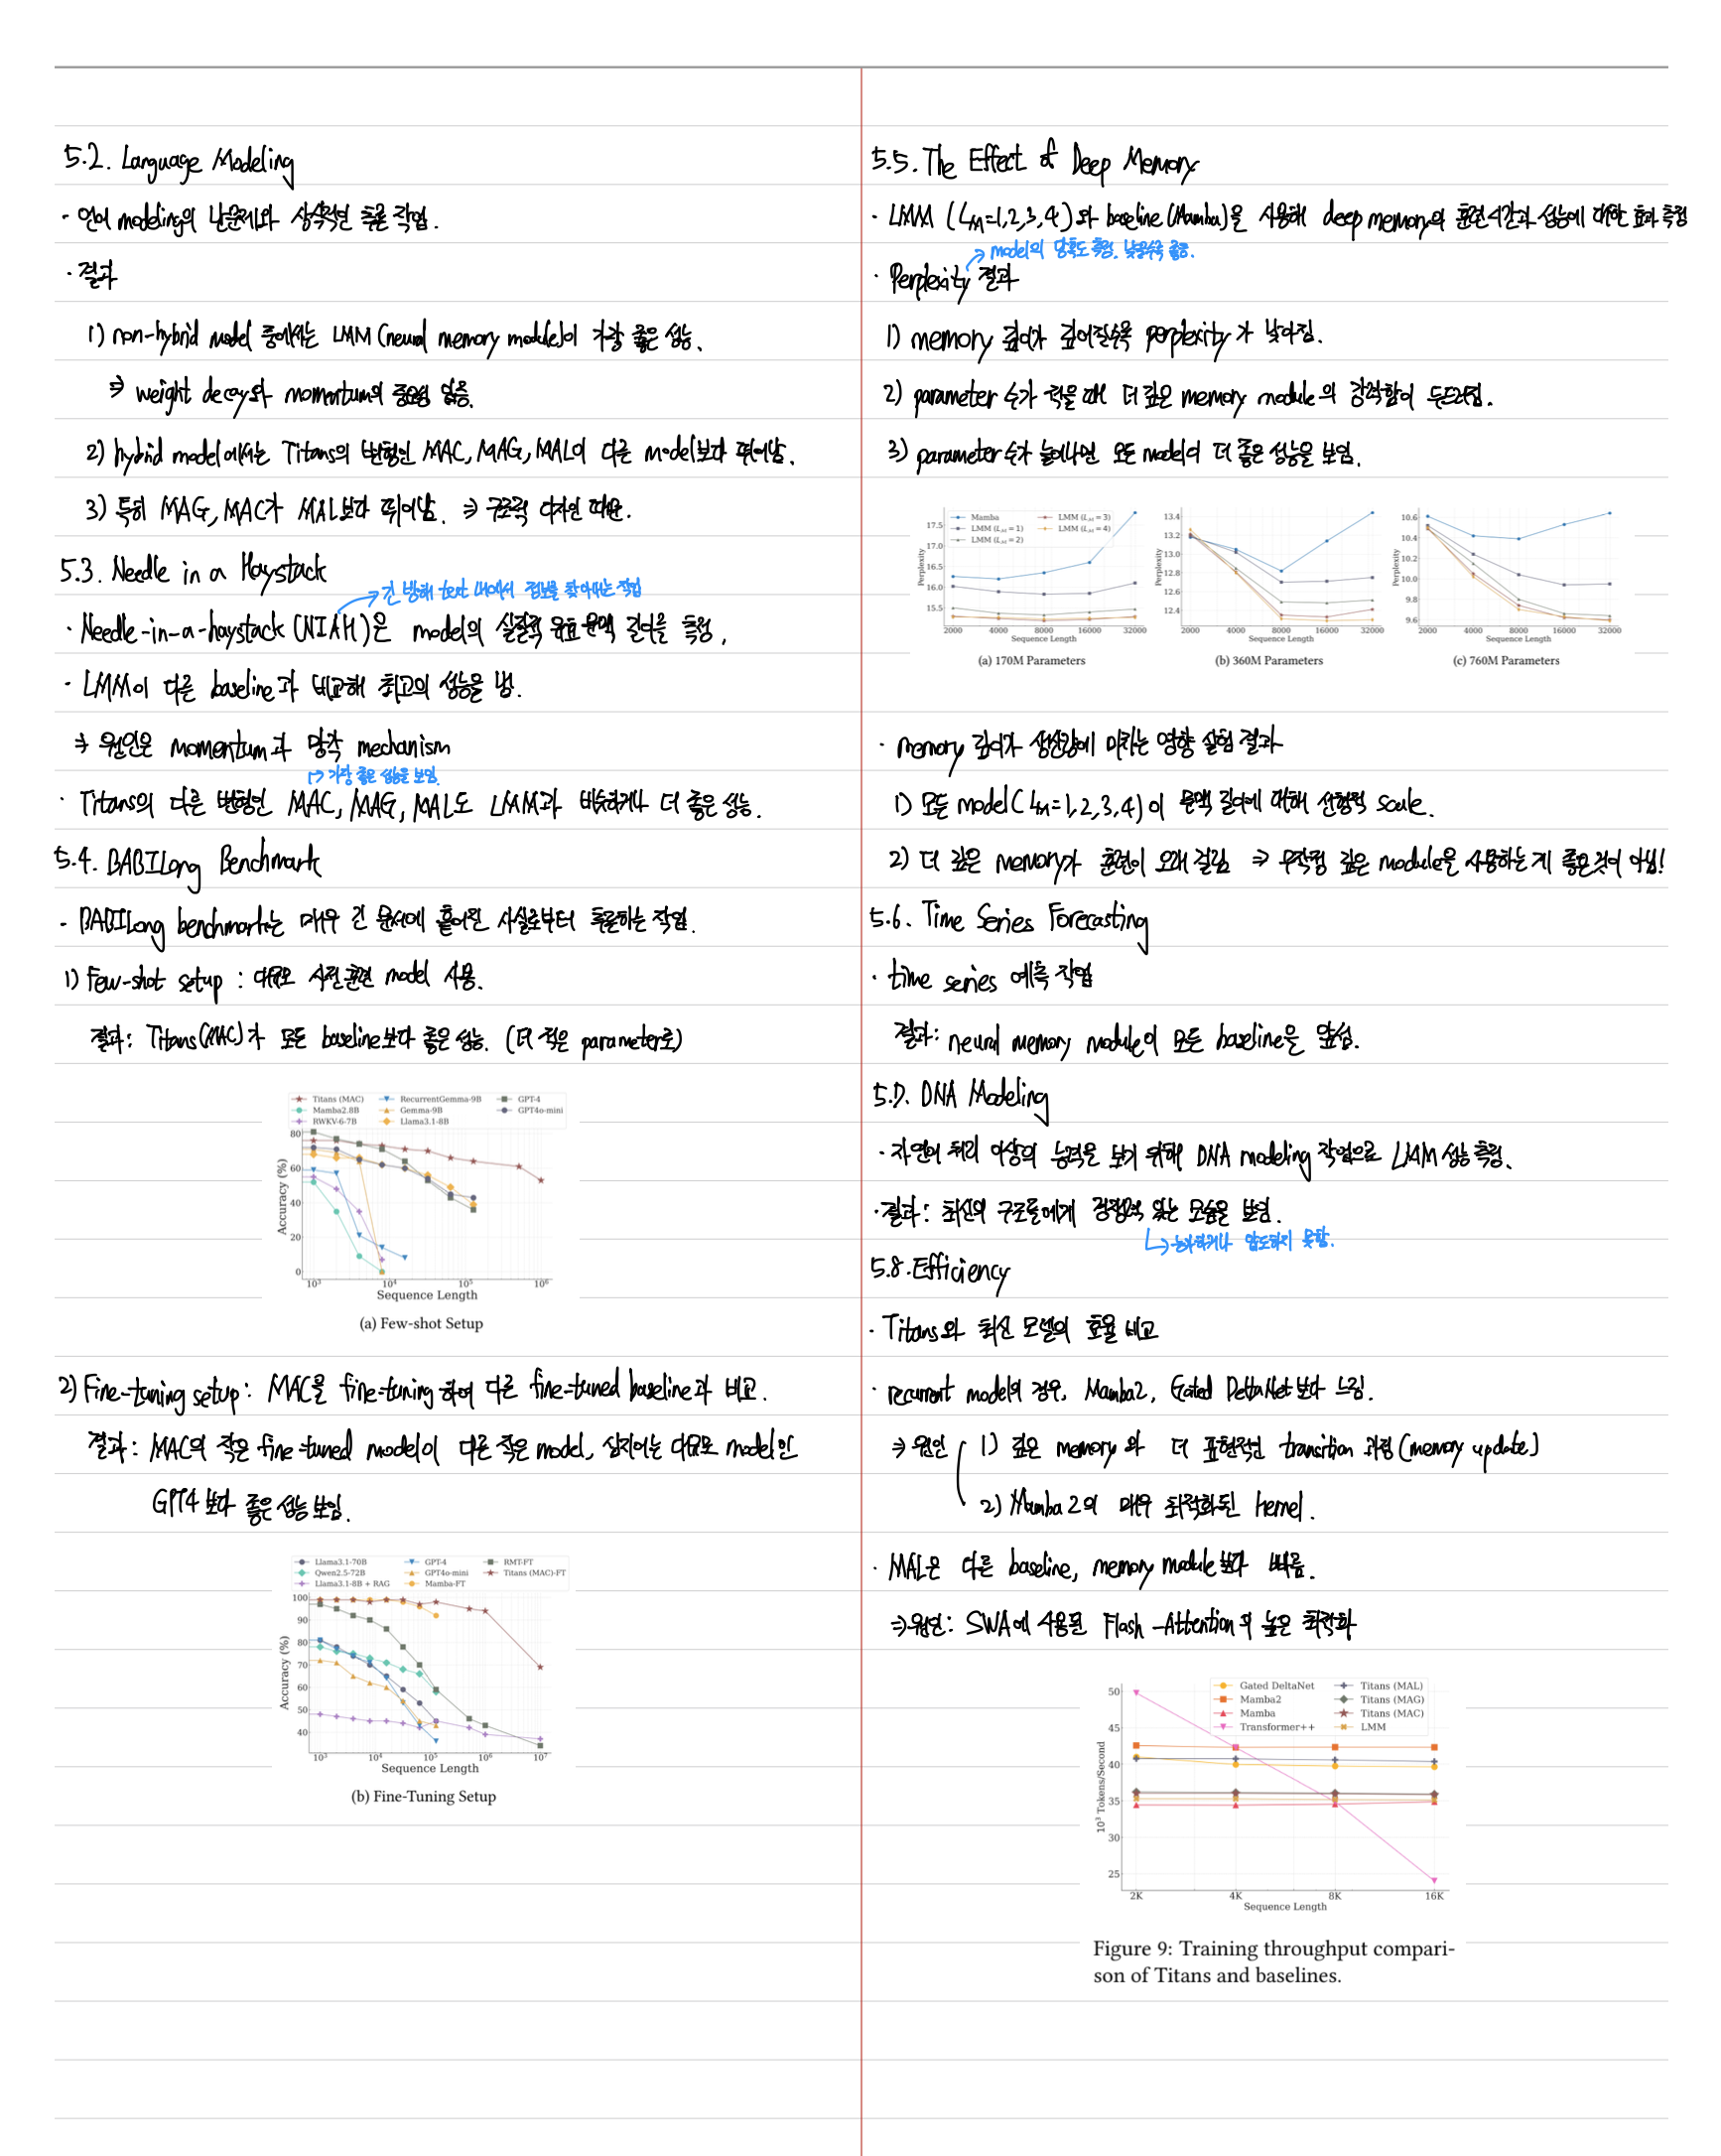 5.2. Language Modeling
· 언어 modeling의 난문제와 상식적인 추론 작업.
· 결과
1) non-hybrid model 중에서는 LMM (neural memory module)이 가장 좋은 성능.
⇒ weight decay와 momentum의 중요성 입증.
2) hybrid model에서는 Titans의 변형인 MAC, MAG, MAL이 다른 model보다 뛰어남.
3) 특히 MAG, MAC가 MAL보다 뛰어남. ⇒ 구조적 디자인 때문.
5.3. Needle in a Haystack
긴 방해 text 내에서 정보를 찾아내는 작업
· Needle-in-a-haystack (NIAH)은 model의 실질적 유효 문맥 길이를 측정.
· LMM이 다른 baseline과 비교해 최고의 성능을 냄.
⇒ 원인은 momentum과 망각 mechanism
가장 좋은 성능을 보임.
· Titans의 다른 변형인 MAC, MAG, MAL도 LMM과 비슷하거나 더 좋은 성능.
5.4. BABILong Benchmark
- BABILong benchmark는 매우 긴 문서에 흩어진 사실로부터 추론하는 작업.
1) Few-shot setup : 대규모 사전 훈련 model 사용.
결과: Titans(MAC)가 모든 baseline보다 좋은 성능. (더 적은 parameter로)
Titans (MAC) RecurrentGemma-9B GPT-4
Mamba2.8B Gemma-9B GPT4o-mini
RWKV-6-7B Llama3.1-8B
80
60
40
20
0
Accuracy (%)
10³ 10⁴ 10⁵ 10⁶
Sequence Length
(a) Few-shot Setup
2) Fine-tuning setup : MAC을 fine-tuning 하여 다른 fine-tuned baseline과 비교.
결과 : MAC의 작은 fine-tuned model이 다른 작은 model, 심지어는 대규모 model인
GPT4보다 좋은 성능 보임.
Llama3.1-70B GPT-4 RMT-FT
Qwen2.5-72B GPT4o-mini Titans (MAC)-FT
Llama3.1-8B + RAG Mamba-FT
100
90
80
70
60
50
40
Accuracy (%)
10³ 10⁴ 10⁵ 10⁶ 10⁷
Sequence Length
(b) Fine-Tuning Setup
5.5. The Effect of Deep Memory
· LMM (L_M=1,2,3,4)와 baseline(Mamba)을 사용해 deep memory의 훈련 시간과 성능에 대한 효과 측정
model의 당혹도 측정. 낮을수록 좋음.
· Perplexity 결과
1) memory 깊이가 깊어질수록 perplexity가 낮아짐.
2) parameter 수가 적을 때 더 깊은 memory module의 강력함이 두드러짐.
3) parameter 수가 늘어나면 모든 model이 더 좋은 성능을 보임.
Mamba LMM (L_M = 3)
LMM (L_M = 1) LMM (L_M = 4)
LMM (L_M = 2)
17.5
17.0
16.5
16.0
15.5
Perplexity
2000 4000 8000 16000 32000
Sequence Length
(a) 170M Parameters
13.4
13.2
13.0
12.8
12.6
12.4
Perplexity
2000 4000 8000 16000 32000
Sequence Length
(b) 360M Parameters
10.6
10.4
10.2
10.0
9.8
9.6
Perplexity
2000 4000 8000 16000 32000
Sequence Length
(c) 760M Parameters
· memory 깊이가 생산량에 미치는 영향 실험 결과
1) 모든 model(L_M=1,2,3,4)이 문맥 길이에 대해 선형적 scale.
2) 더 깊은 memory가 훈련이 오래 걸림 ⇒ 무작정 깊은 module을 사용하는 게 좋은 것이 아님!
5.6. Time Series Forecasting
· time series 예측 작업
결과: neural memory module이 모든 baseline을 앞섬.
5.7. DNA Modeling
· 자연어 처리 이상의 능력을 보기 위해 DNA modeling 작업으로 LMM 성능 측정.
· 결과 : 최신의 구조들에게 경쟁력 있는 모습을 보임.
능가하거나 압도하지 못함.
5.8. Efficiency
· Titans와 최신 모델의 효율 비교
· recurrent model의 경우, Mamba2, Gated DeltaNet보다 느림.
⇒ 원인 1) 깊은 memory와 더 표현적인 transition 과정 (memory update)
2) Mamba2의 매우 최적화된 kernel.
· MAL은 다른 baseline, memory module보다 빠름.
⇒ 원인: SWA에 사용된 Flash-Attention의 높은 최적화
Gated DeltaNet Titans (MAL)
Mamba2 Titans (MAG)
Mamba Titans (MAC)
Transformer++ LMM
50
45
40
35
30
25
10³ Tokens/Second
2K 4K 8K 16K
Sequence Length
Figure 9: Training throughput compari-
son of Titans and baselines.